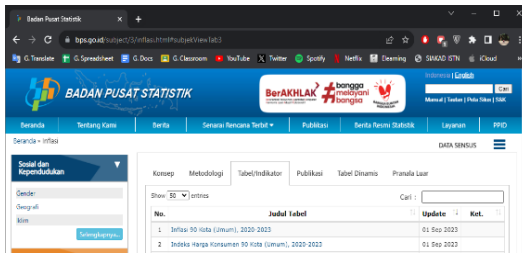 Badan Pusat Statistik
bps.go.id/subject/3/inflasi.html#subjekViewTab3
G. Translate G. Spreadsheet G. Docs G. Classroom YouTube Twitter Spotify Netflix Elearning SIAKAD ISTN iCloud
BADAN PUSAT STATISTIK
BerAKHLAK
# bangga melayani bangsa
Indonesia | English
Cari
Masuk | Tautan | Peta Situs | S&K
Beranda Tentang Kami Berita Senarai Rencana Terbit Publikasi Berita Resmi Statistik Layanan PPID
Beranda » Inflasi
DATA SENSUS
Sosial dan
Kependudukan
Gender
Geografi
Iklim
Selengkapnya...
Konsep Metodologi Tabel/Indikator Publikasi Tabel Dinamis Pranala Luar
Show 50 entries
Cari :
No. Judul Tabel Update Ket.
1 Inflasi 90 Kota (Umum), 2020-2023 01 Sep 2023
2 Indeks Harga Konsumen 90 Kota (Umum), 2020-2023 01 Sep 2023